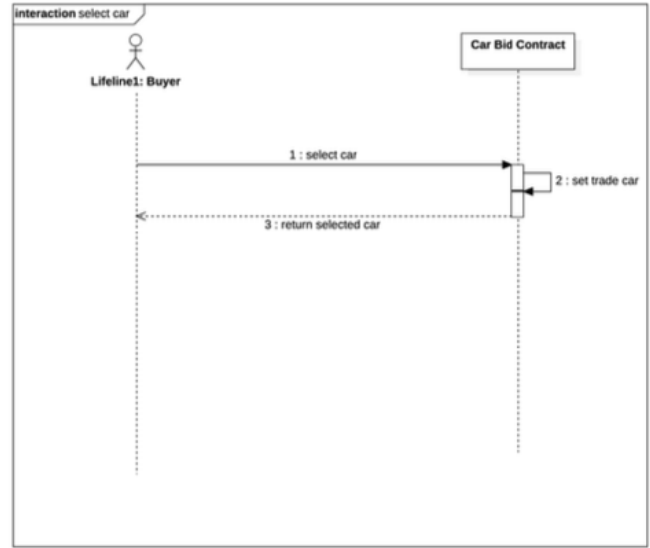 interaction select car
Lifeline1: Buyer
Car Bid Contract
1 : select car
2 : set trade car
3 : return selected car